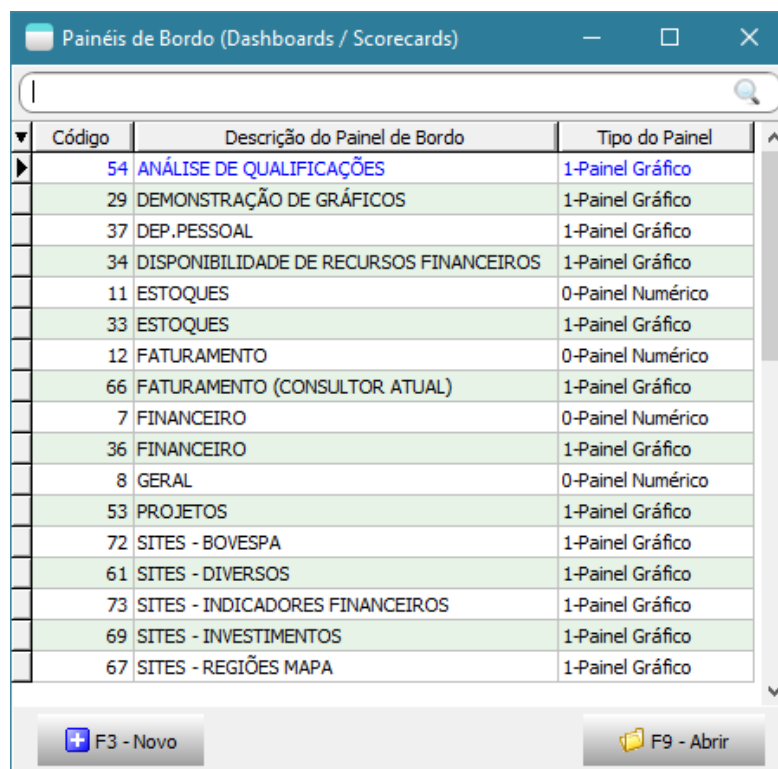 Painéis de Bordo (Dashboards / Scorecards)
Código Descrição do Painel de Bordo Tipo do Painel
54 ANÁLISE DE QUALIFICAÇÕES 1-Painel Gráfico
29 DEMONSTRAÇÃO DE GRÁFICOS 1-Painel Gráfico
37 DEP.PESSOAL 1-Painel Gráfico
34 DISPONIBILIDADE DE RECURSOS FINANCEIROS 1-Painel Gráfico
11 ESTOQUES 0-Painel Numérico
33 ESTOQUES 1-Painel Gráfico
12 FATURAMENTO 0-Painel Numérico
66 FATURAMENTO (CONSULTOR ATUAL) 1-Painel Gráfico
7 FINANCEIRO 0-Painel Numérico
36 FINANCEIRO 1-Painel Gráfico
8 GERAL 0-Painel Numérico
53 PROJETOS 1-Painel Gráfico
72 SITES - BOVESPA 1-Painel Gráfico
61 SITES - DIVERSOS 1-Painel Gráfico
73 SITES - INDICADORES FINANCEIROS 1-Painel Gráfico
69 SITES - INVESTIMENTOS 1-Painel Gráfico
67 SITES - REGIÕES MAPA 1-Painel Gráfico
F3 - Novo F9 - Abrir